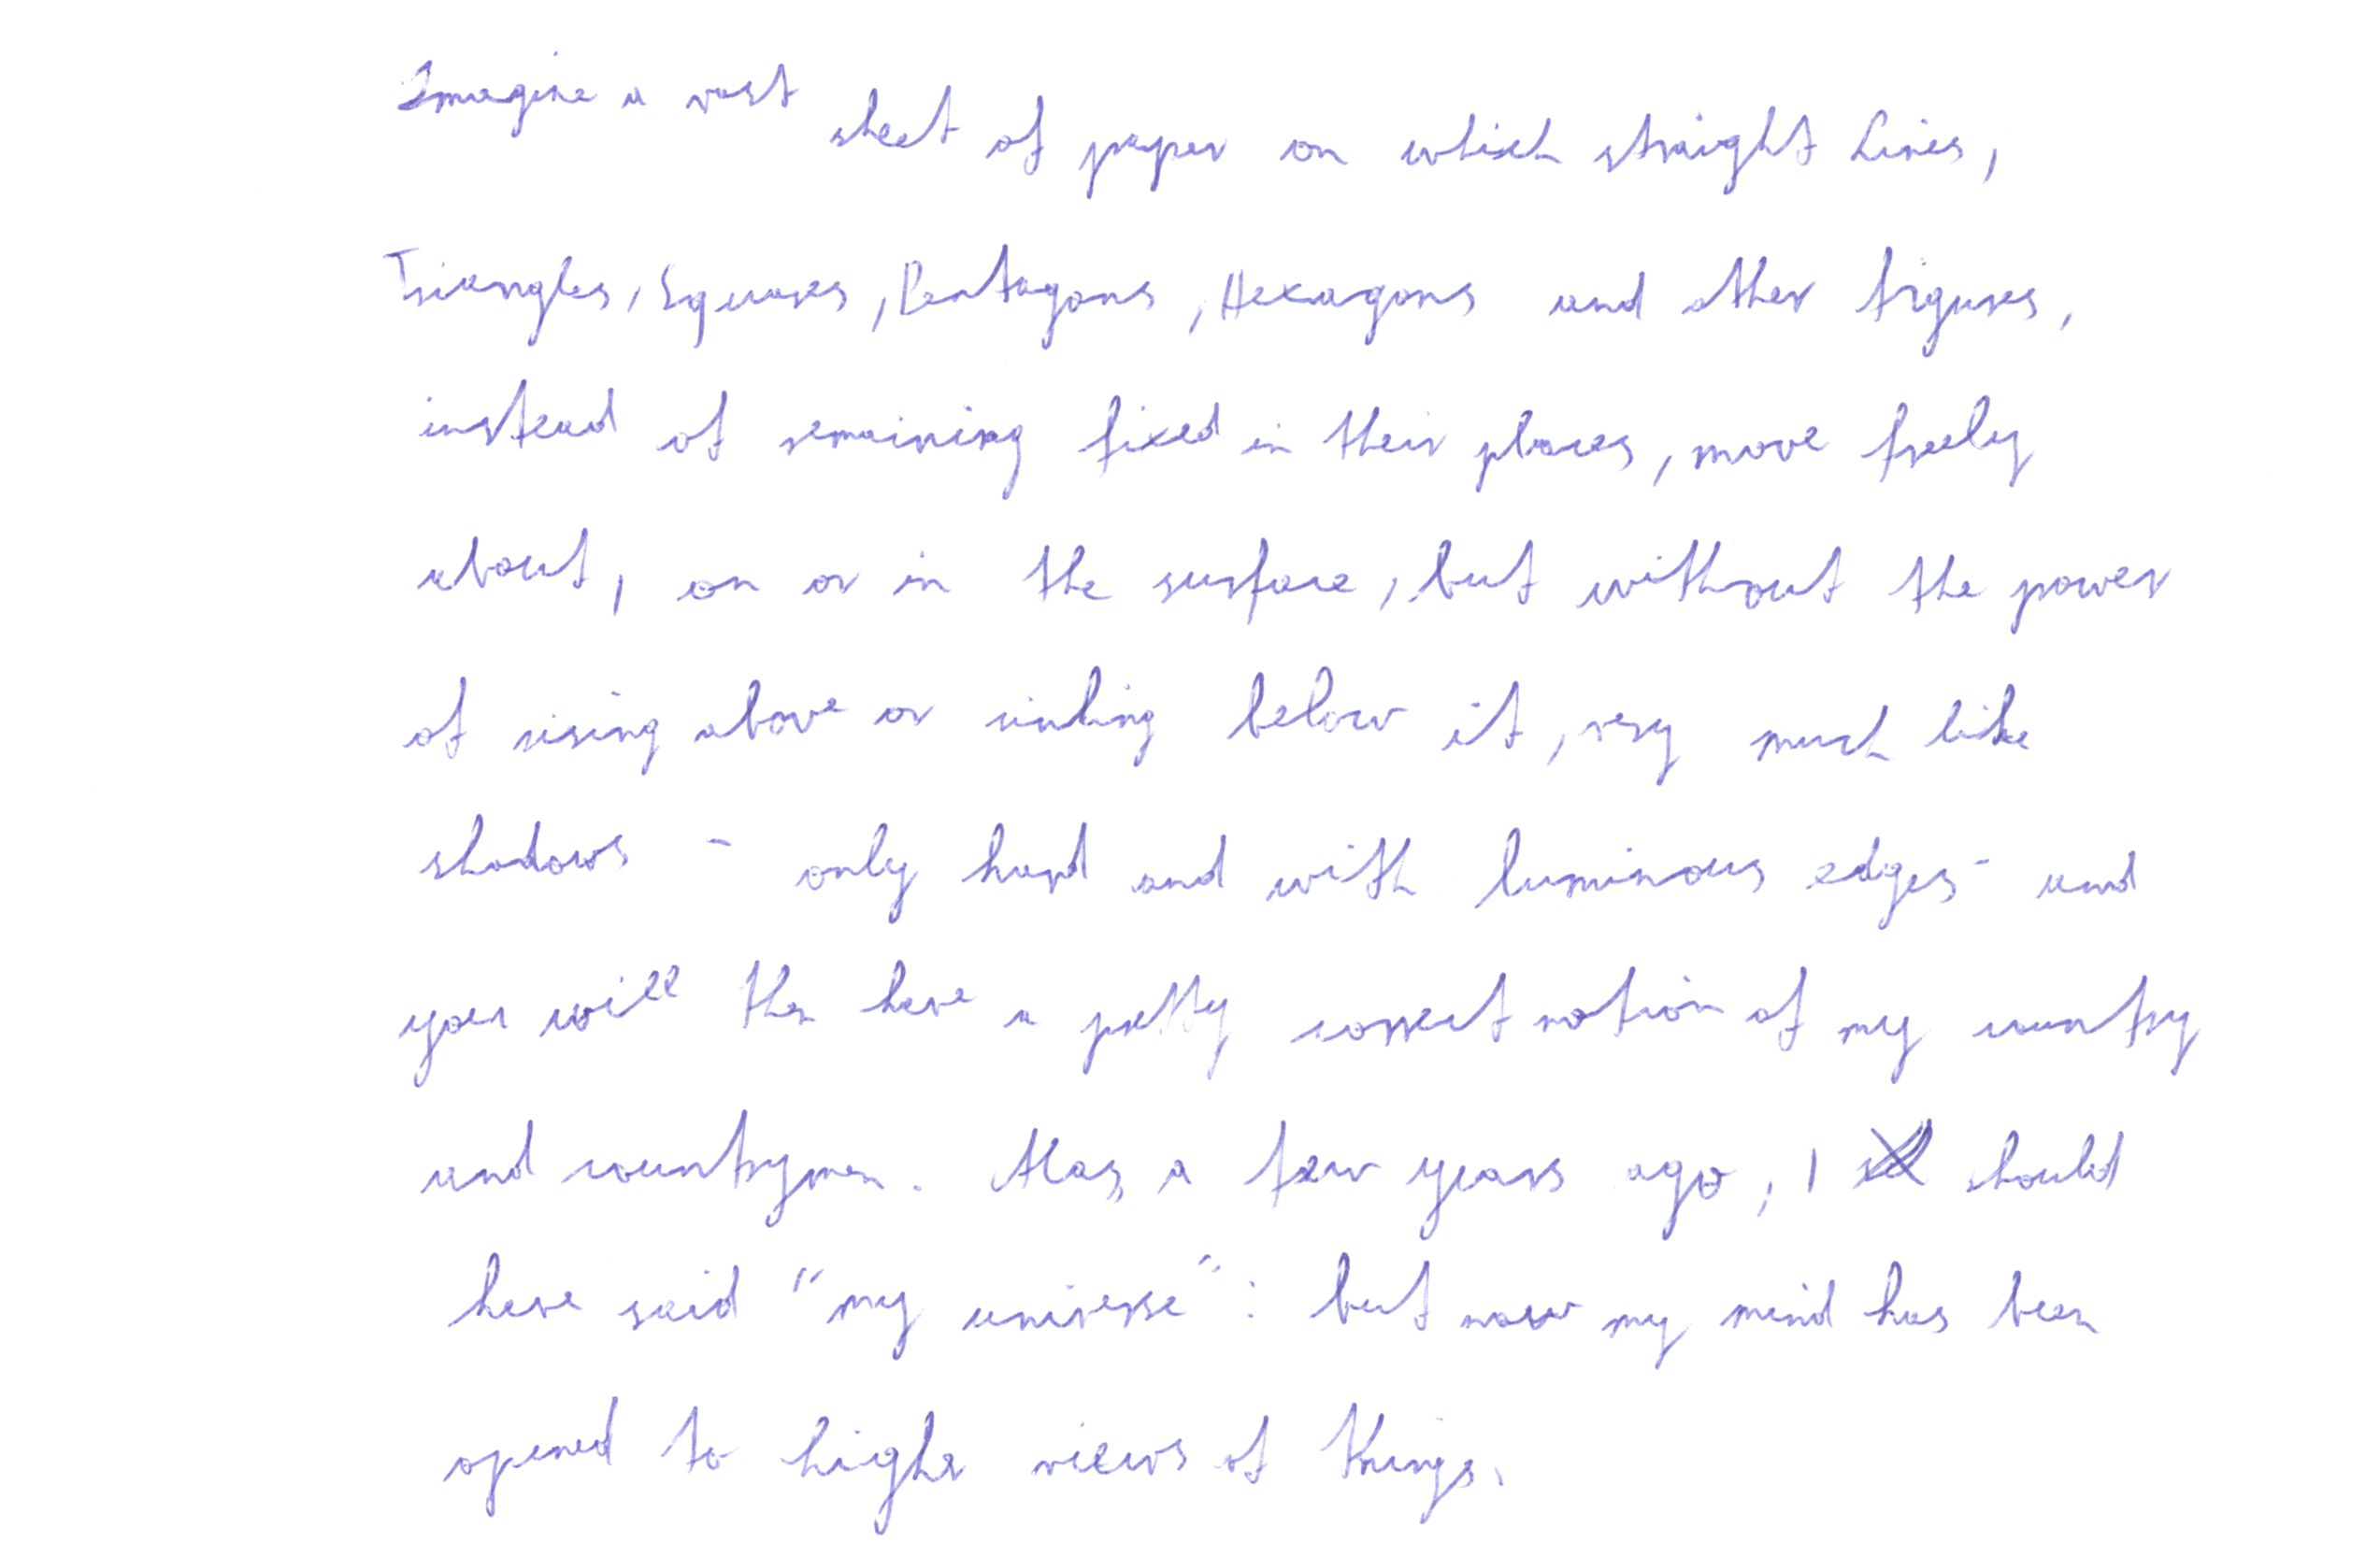 Imagine a vast sheet of paper on which straight Lines,
Triangles, Squares, Pentagons, Hexagons and other figures,
instead of remaining fixed in their places, move freely
about, on or in the surface, but without the power
of rising above or sinking below it, very much like
shadows - only hard and with luminous edges - and
you will then have a pretty correct notion of my country
and countrymen. Alas, a few years ago, I should
have said "my universe": but now my mind has been
opened to higher views of things.